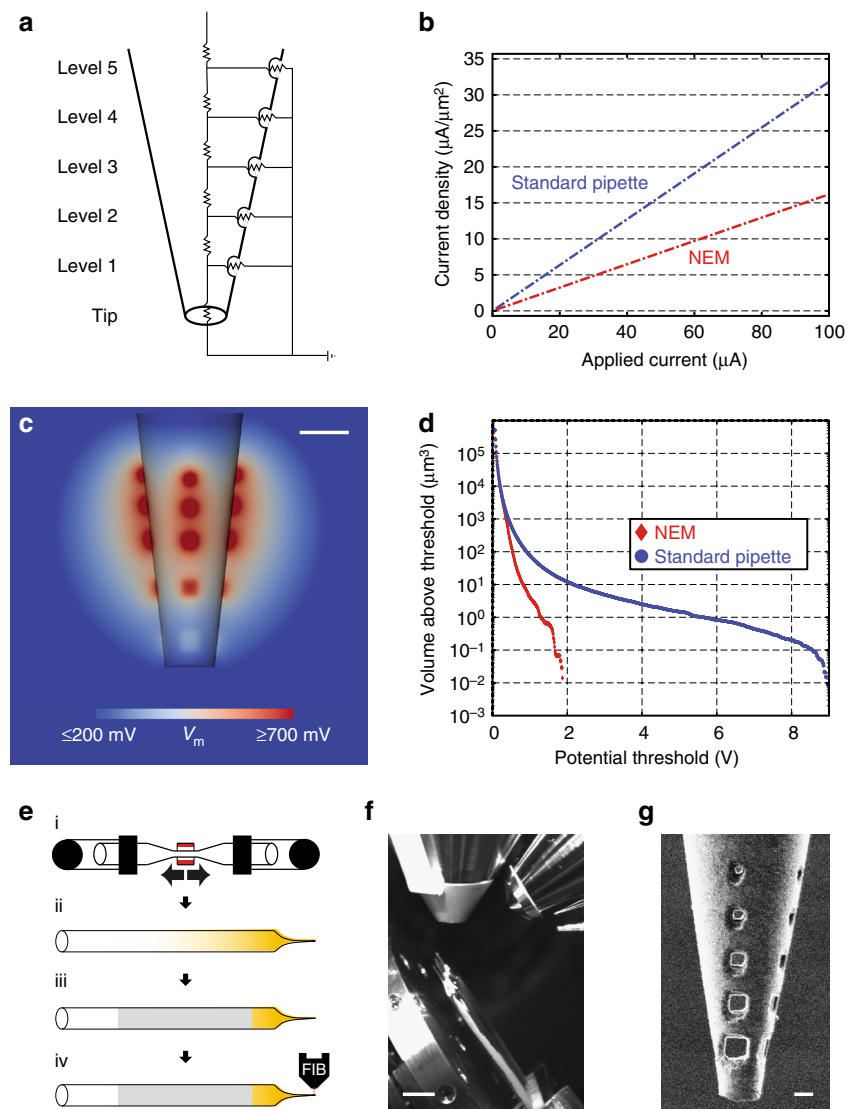 a
Level 5
Level 4
Level 3
Level 2
Level 1
Tip
b
Current density (μA/μm²)
35
30
25
20
15
10
5
0
Standard pipette
NEM
0 20 40 60 80 100
Applied current (μA)
c
≤200 mV Vm ≥700 mV
d
Volume above threshold (μm³)
10⁵
10⁴
10³
10²
10¹
10⁰
10⁻¹
10⁻²
10⁻³
NEM
Standard pipette
0 2 4 6 8
Potential threshold (V)
e
i
ii
iii
iv
FIB
f
g